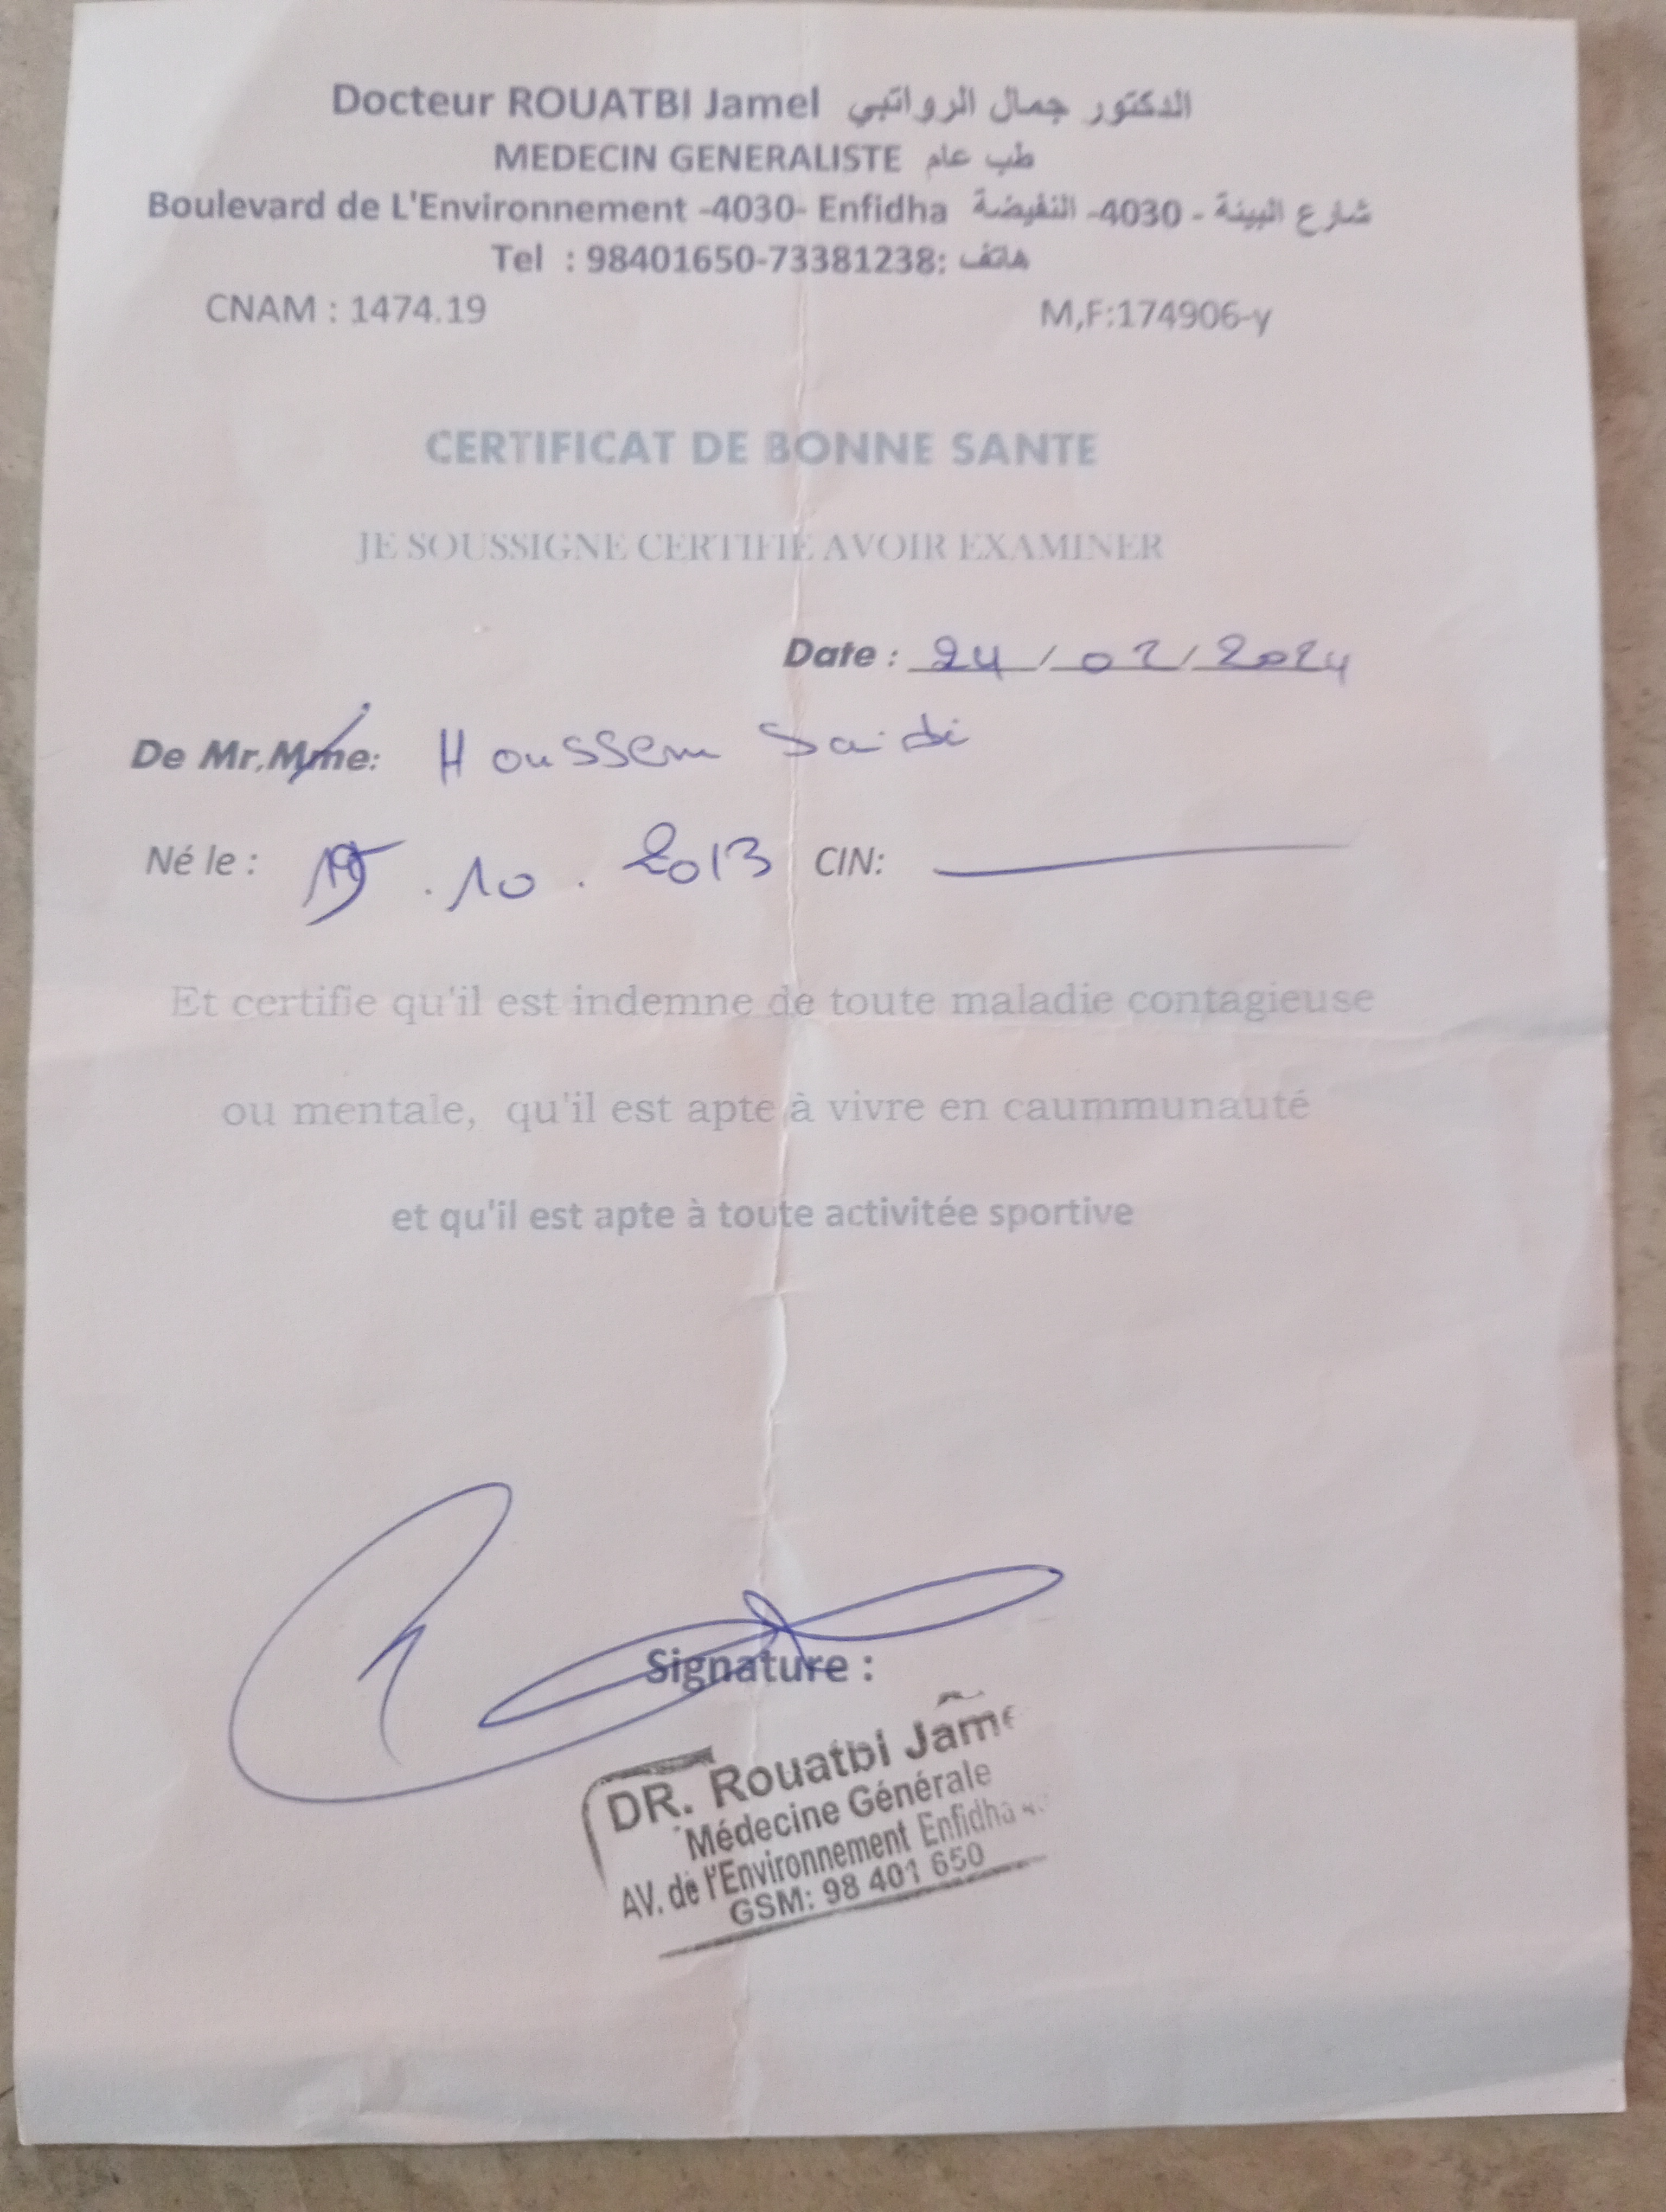 Docteur ROUATBI Jamel الدكتور جمال الرواتبي
MEDECIN GENERALISTE طب عام
Boulevard de L'Environnement -4030- Enfidha شارع البيئة - 4030- النفيضة
Tel : 98401650-73381238: هاتف
CNAM : 1474.19 M,F:174906-y
CERTIFICAT DE BONNE SANTE
JE SOUSSIGNE CERTIFIE AVOIR EXAMINER
Date : 24/02/2024
De Mr.Mme: Houssem Saidi
Né le : .10.2013 CIN:
Et certifie qu'il est indemne de toute maladie contagieuse
ou mentale, qu'il est apte à vivre en caummunauté
et qu'il est apte à toute activitée sportive
Signature :
DR. Rouatbi Jame
Médecine Générale
AV. de l'Environnement Enfidha
GSM: 98 401 650